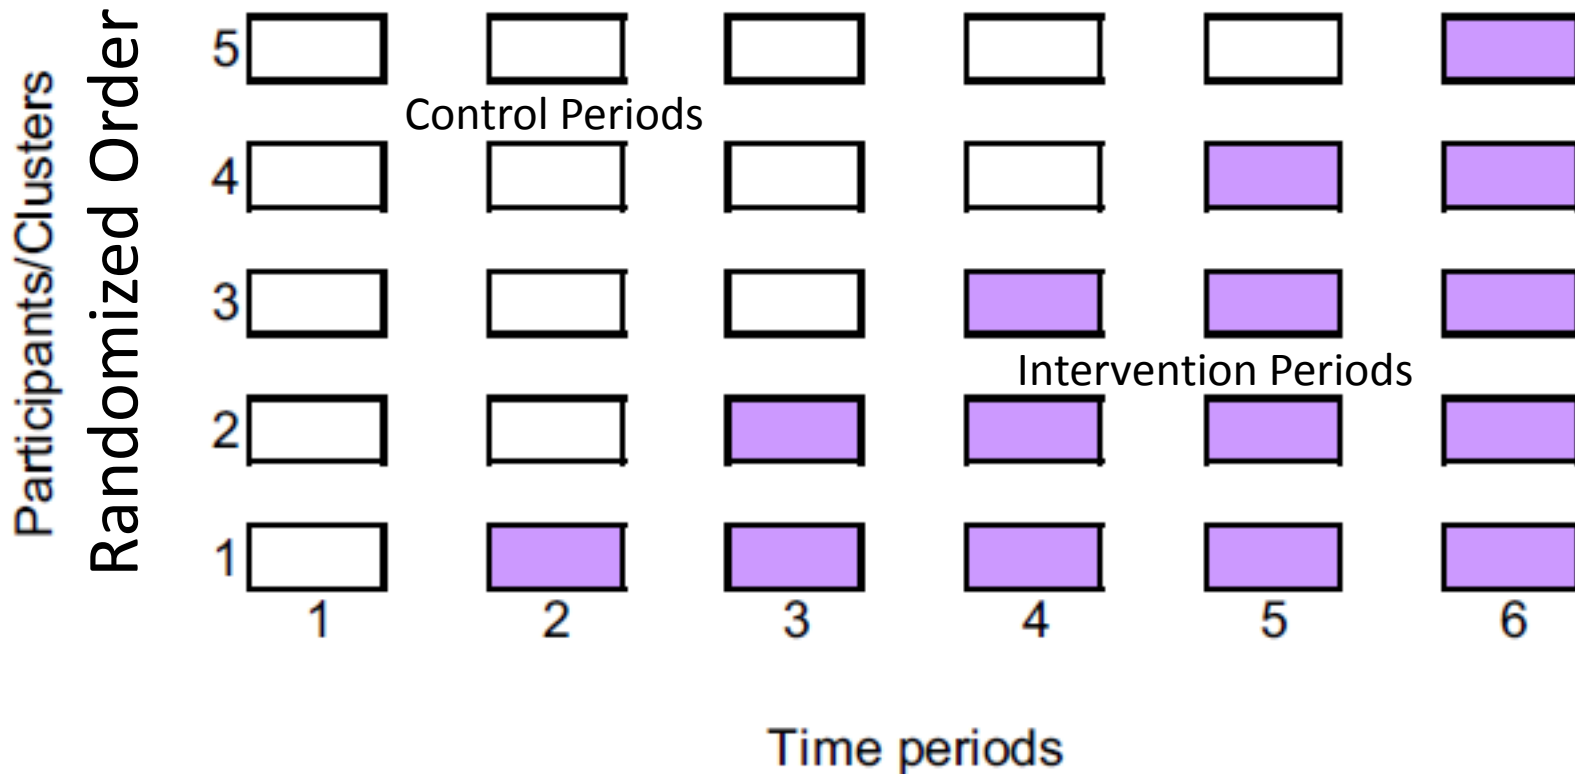 Participants/Clusters
Randomized Order
5
Control Periods
4
3
Intervention Periods
2
1
1 2 3 4 5 6
Time periods